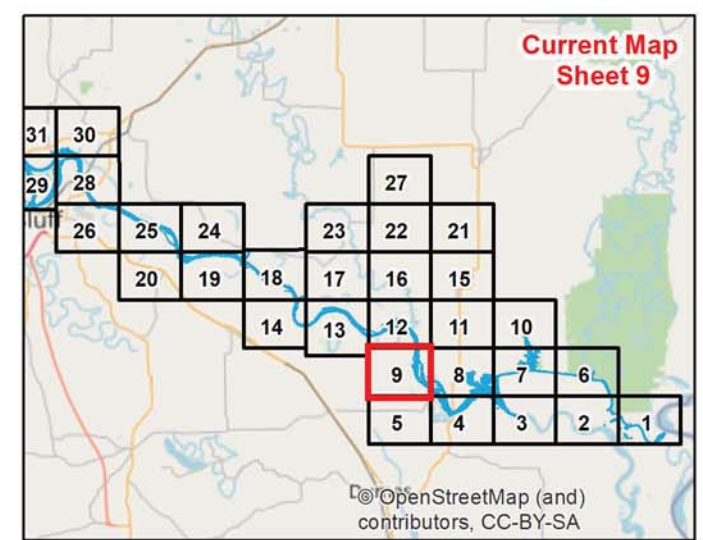 Current Map
Sheet 9
31 30
29 28
27
26 25 24 23 22 21
20 19 18 17 16 15
14 13 12 11 10
9 8 7 6
5 4 3 2 1
luff
© OpenStreetMap (and)
contributors, CC-BY-SA